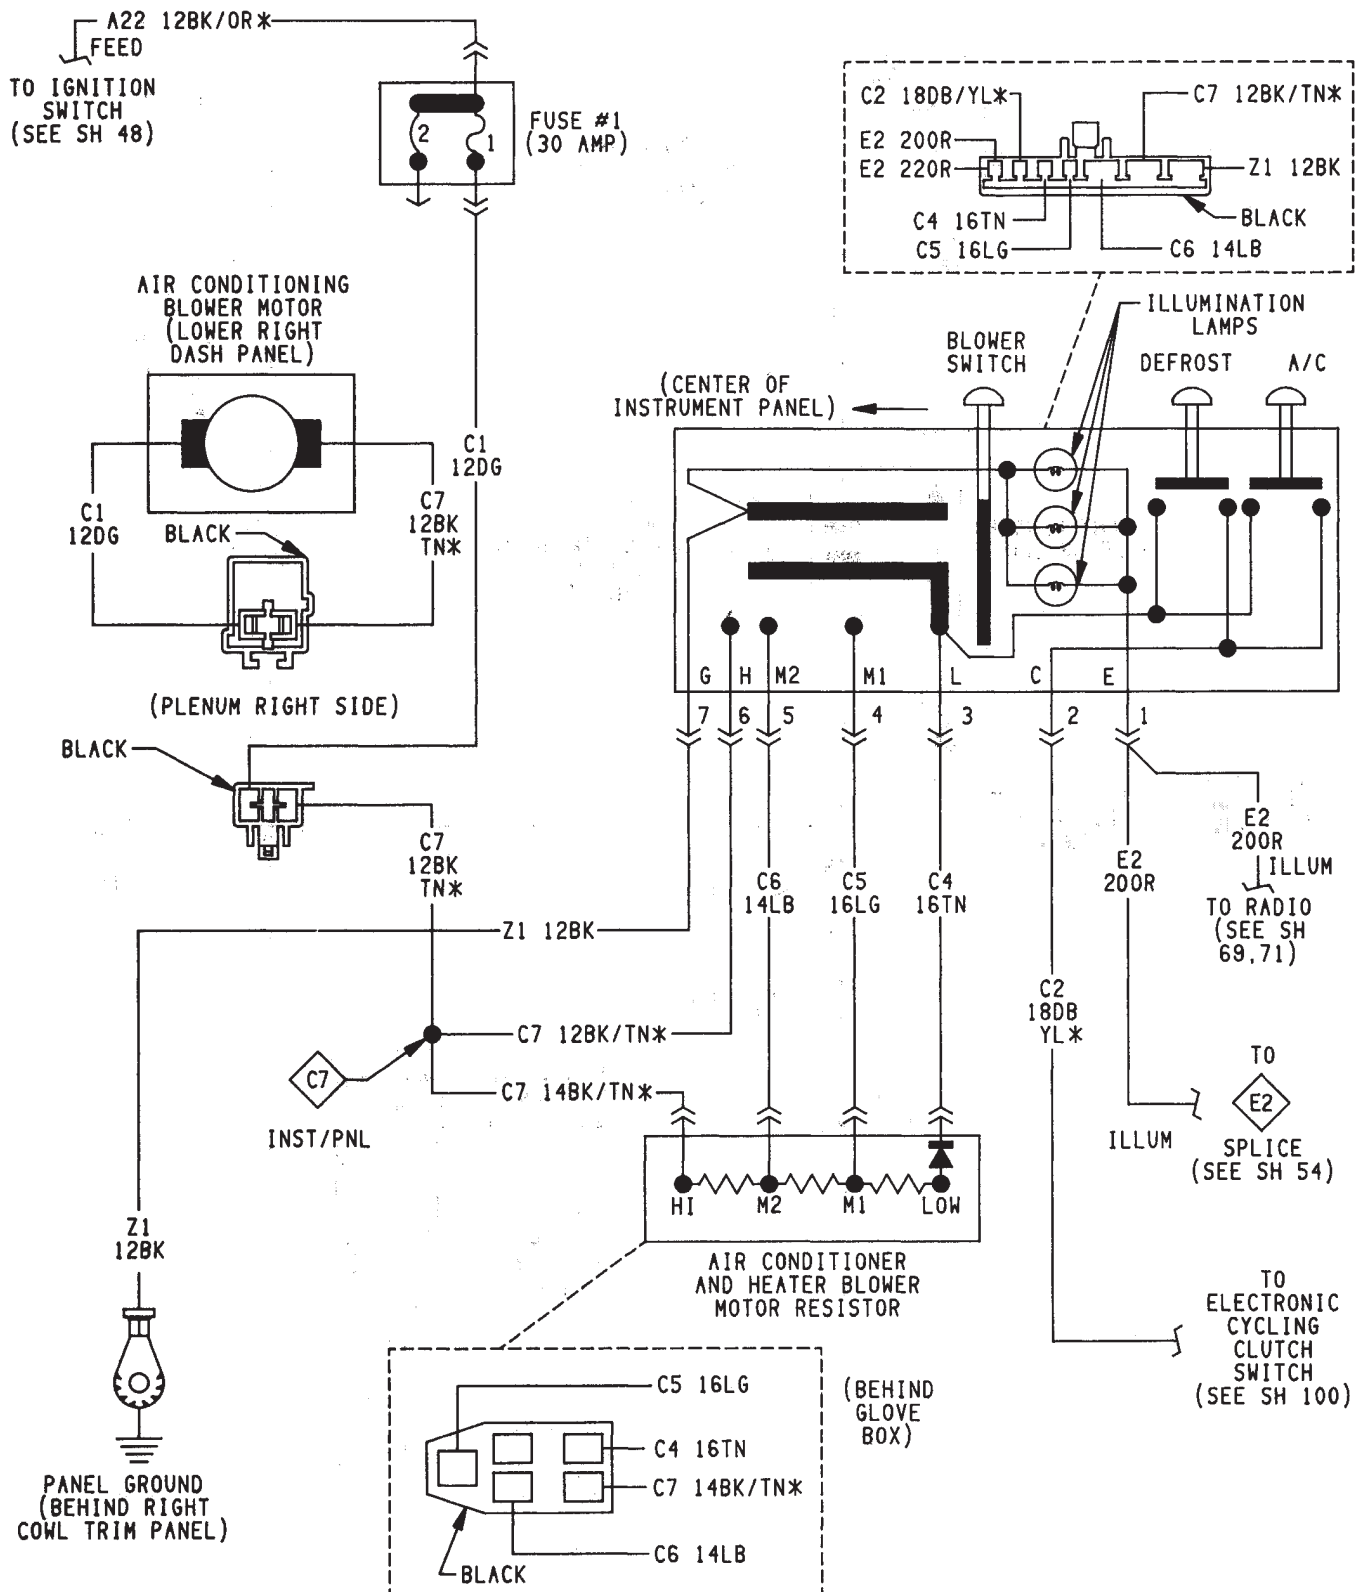 A22 12BK/OR*
FEED
TO IGNITION
SWITCH
(SEE SH 48)
2
1
FUSE #1
(30 AMP)
C2 18DB/YL*
C7 12BK/TN*
E2 20OR
E2 22OR
Z1 12BK
C4 16TN
BLACK
C5 16LG
C6 14LB
AIR CONDITIONING
BLOWER MOTOR
(LOWER RIGHT
DASH PANEL)
C1
12DG
C1
12DG
C7
12BK
TN*
BLACK
(PLENUM RIGHT SIDE)
BLACK
C7
12BK
TN*
ILLUMINATION
LAMPS
BLOWER
SWITCH
DEFROST
A/C
(CENTER OF
INSTRUMENT PANEL)
G H M2 M1 L C E
7 6 5 4 3 2 1
E2
20OR
ILLUM
TO RADIO
(SEE SH
69,71)
C6
14LB
C5
16LG
C4
16TN
E2
20OR
Z1 12BK
C2
18DB
YL*
C7 12BK/TN*
C7
C7 14BK/TN*
INST/PNL
TO
E2
ILLUM
SPLICE
(SEE SH 54)
HI M2 M1 LOW
Z1
12BK
AIR CONDITIONER
AND HEATER BLOWER
MOTOR RESISTOR
TO
ELECTRONIC
CYCLING
CLUTCH
SWITCH
(SEE SH 100)
C5 16LG
(BEHIND
GLOVE
BOX)
C4 16TN
C7 14BK/TN*
C6 14LB
BLACK
PANEL GROUND
(BEHIND RIGHT
COWL TRIM PANEL)